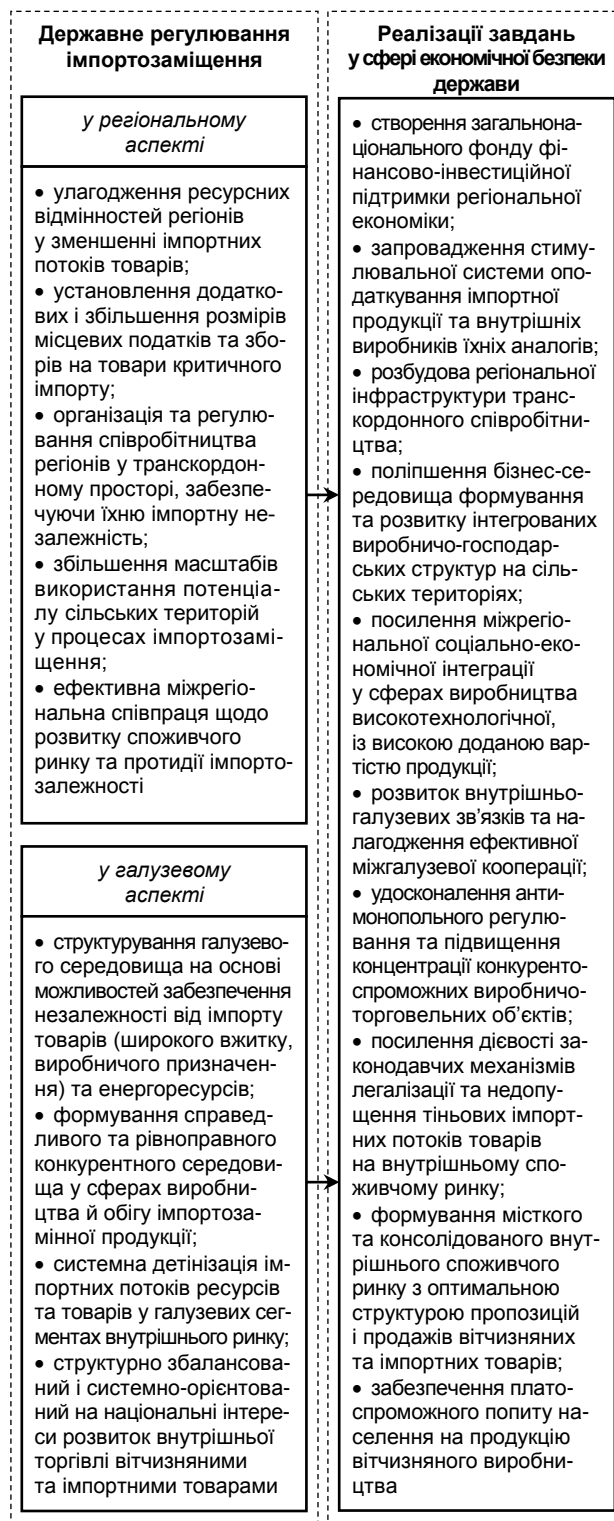 Державне регулювання
імпортозаміщення
у регіональному
аспекті
• улагодження ресурсних
відмінностей регіонів
у зменшенні імпортних
потоків товарів;
• установлення додатко-
вих і збільшення розмірів
місцевих податків та збо-
рів на товари критичного
імпорту;
• організація та регулю-
вання співробітництва
регіонів у транскордон-
ному просторі, забезпе-
чуючи їхню імпортну не-
залежність;
• збільшення масштабів
використання потенціа-
лу сільських територій
у процесах імпортозамі-
щення;
• ефективна міжрегіо-
нальна співпраця щодо
розвитку споживчого
ринку та протидії імпорто-
залежності
у галузевому
аспекті
• структурування галузево-
го середовища на основі
можливостей забезпечення
незалежності від імпорту
товарів (широкого вжитку,
виробничого призначен-
ня) та енергоресурсів;
• формування справед-
ливого та рівноправного
конкурентного середови-
ща у сферах виробни-
цтва й обігу імпортоза-
мінної продукції;
• системна детінізація ім-
портних потоків ресурсів
та товарів у галузевих сег-
ментах внутрішнього ринку;
• структурно збалансова-
ний і системно-орієнтова-
ний на національні інтере-
си розвиток внутрішньої
торгівлі вітчизняними
та імпортними товарами
Реалізації завдань
у сфері економічної безпеки
держави
• створення загальнона-
ціонального фонду фі-
нансово-інвестиційної
підтримки регіональної
економіки;
• запровадження стиму-
лювальної системи опо-
даткування імпортної
продукції та внутрішніх
виробників їхніх аналогів;
• розбудова регіональної
інфраструктури транс-
кордонного співробітни-
цтва;
• поліпшення бізнес-се-
редовища формування
та розвитку інтегрованих
виробничо-господар-
ських структур на сіль-
ських територіях;
• посилення міжрегіо-
нальної соціально-еко-
номічної інтеграції
у сферах виробництва
високотехнологічної,
із високою доданою вар-
тістю продукції;
• розвиток внутрішньо-
галузевих зв’язків та на-
лагодження ефективної
міжгалузевої кооперації;
• удосконалення анти-
монопольного регулю-
вання та підвищення
концентрації конкуренто-
спроможних виробничо-
торговельних об’єктів;
• посилення дієвості за-
конодавчих механізмів
легалізації та недопу-
щення тіньових імпорт-
них потоків товарів
на внутрішньому спо-
живчому ринку;
• формування місткого
та консолідованого внут-
рішнього споживчого
ринку з оптимальною
структурою пропозицій
і продажів вітчизняних
та імпортних товарів;
• забезпечення плато-
спроможного попиту на-
селення на продукцію
вітчизняного виробни-
цтва